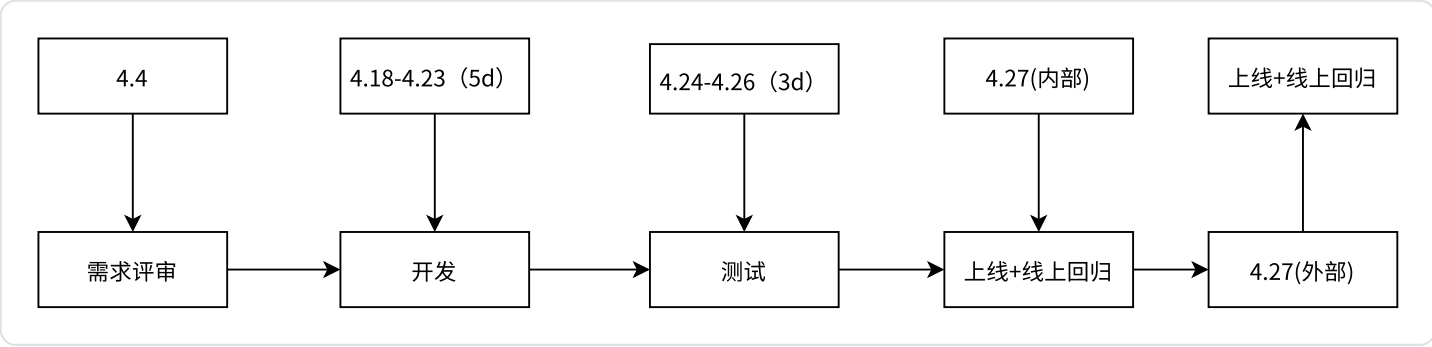 4.4
4.18-4.23（5d）
4.24-4.26（3d）
4.27(内部)
上线+线上回归
需求评审
开发
测试
上线+线上回归
4.27(外部)